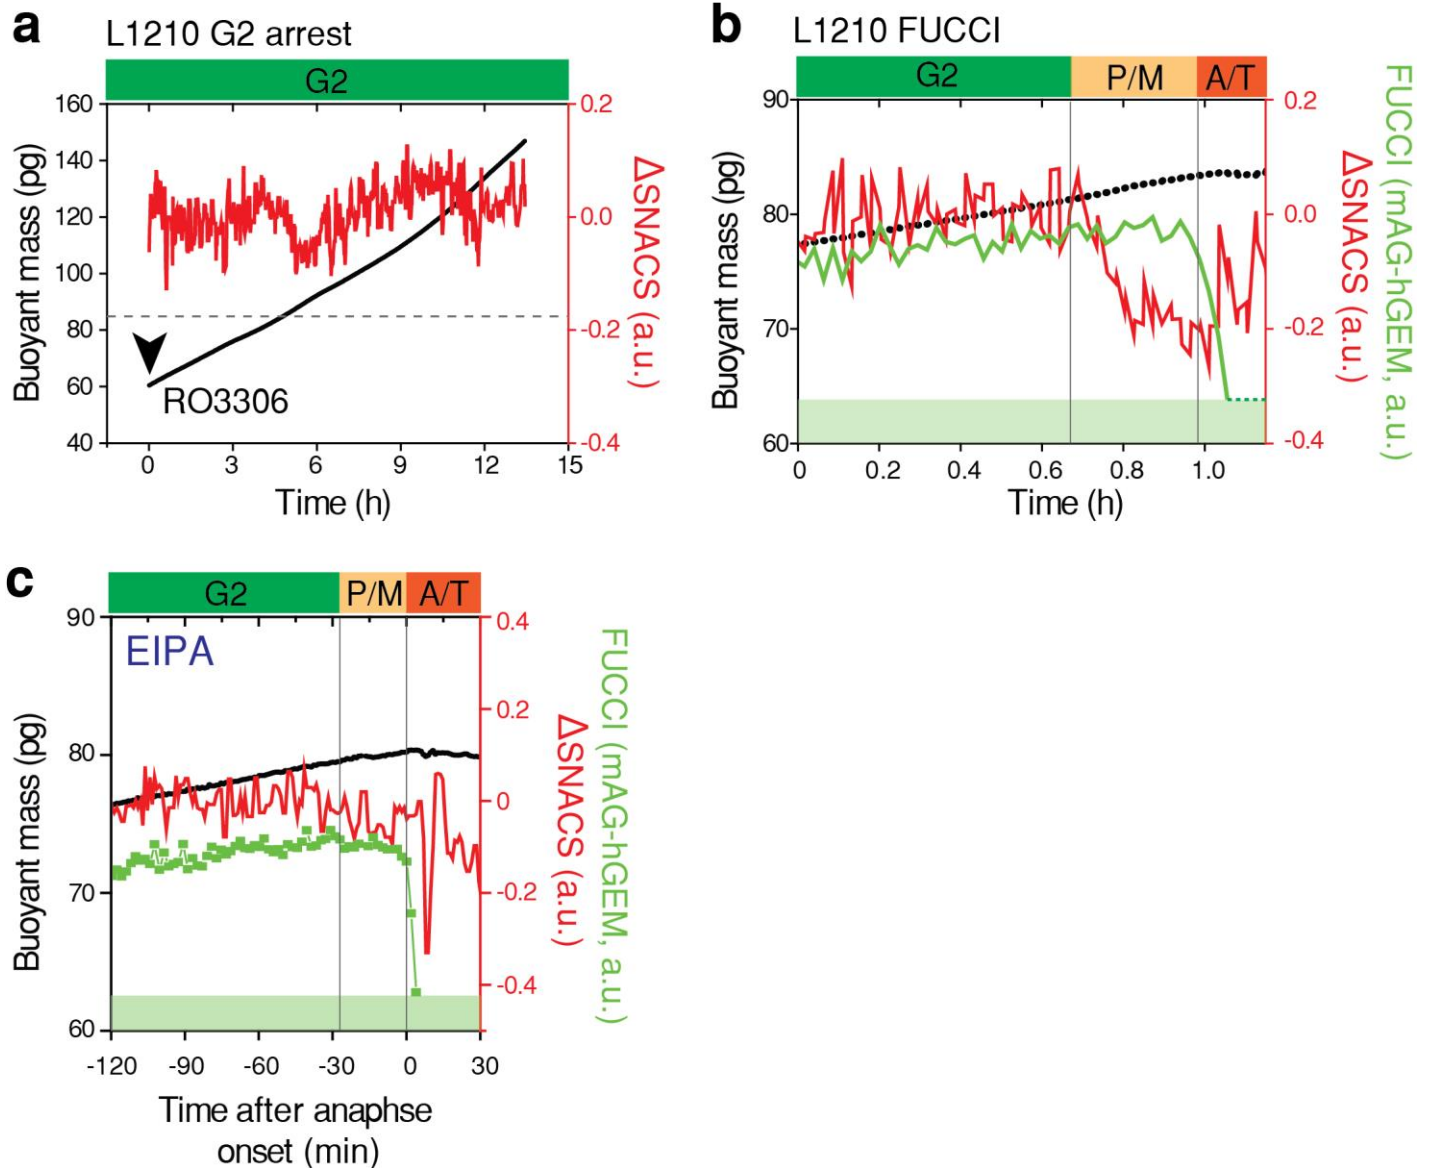 a
L1210 G2 arrest
G2
160
140
120
100
80
60
40
0.2
0.0
-0.2
-0.4
Buoyant mass (pg)
ΔSNACS (a.u.)
RO3306
0 3 6 9 12 15
Time (h)
b
L1210 FUCCI
G2 P/M A/T
90
80
70
60
0.2
0.0
-0.2
-0.4
Buoyant mass (pg)
ΔSNACS (a.u.)
FUCCI (mAG-hGEM, a.u.)
0 0.2 0.4 0.6 0.8 1.0
Time (h)
c
G2 P/M A/T
EIPA
90
80
70
60
0.4
0.2
0
-0.2
-0.4
Buoyant mass (pg)
ΔSNACS (a.u.)
FUCCI (mAG-hGEM, a.u.)
-120 -90 -60 -30 0 30
Time after anaphse
onset (min)